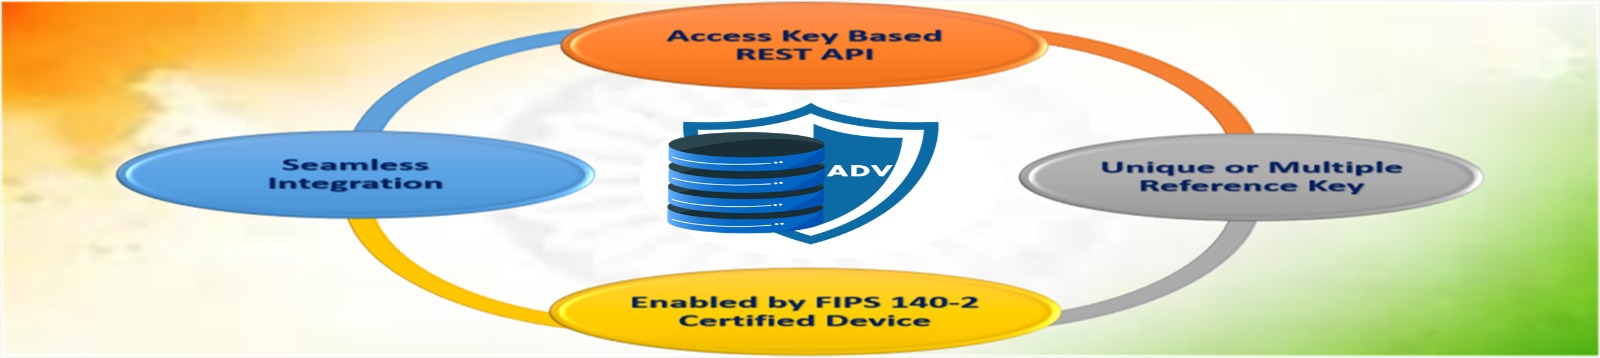 Access Key Based
REST API
Seamless
Integration
ADV
Unique or Multiple
Reference Key
Enabled by FIPS 140-2
Certified Device